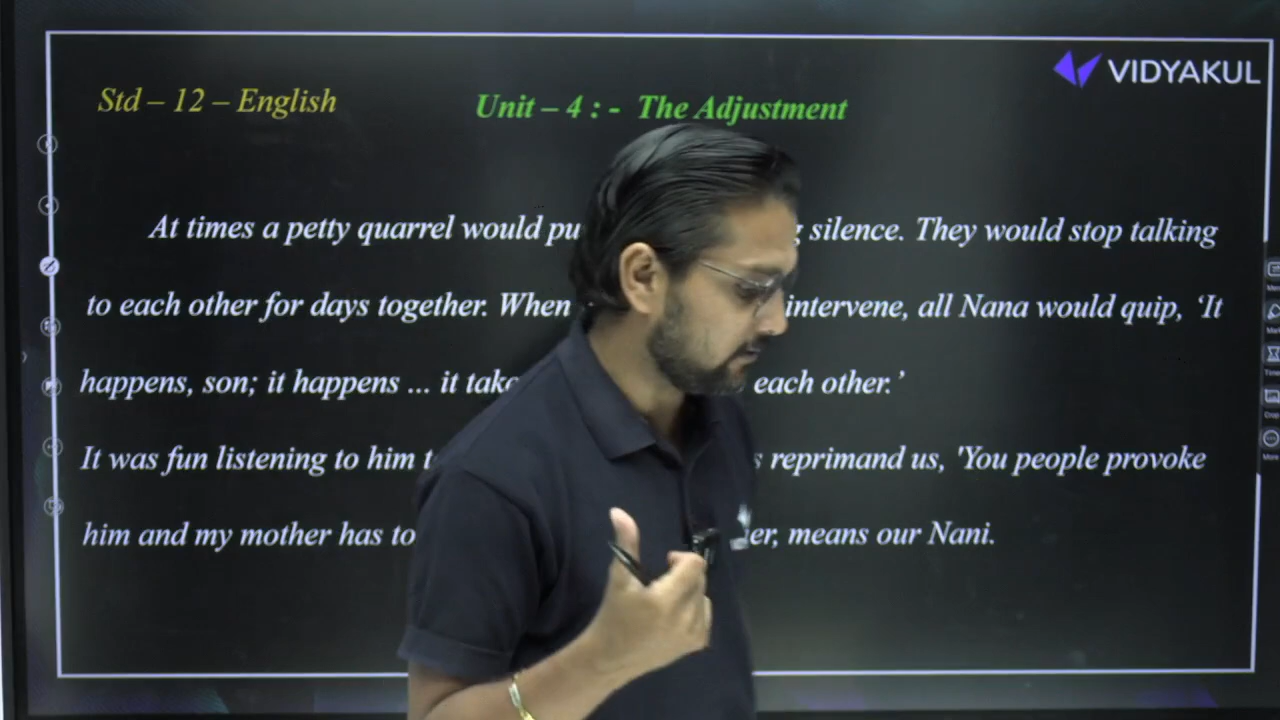 VIDYAKUL
Std – 12 – English
Unit – 4 : - The Adjustment
At times a petty quarrel would silence. They would stop talking
to each other for days together. When intervene, all Nana would quip, ‘It
happens, son; it happens ... it each other.’
It was fun listening to him reprimand us, 'You people provoke
him and my mother has to means our Nani.